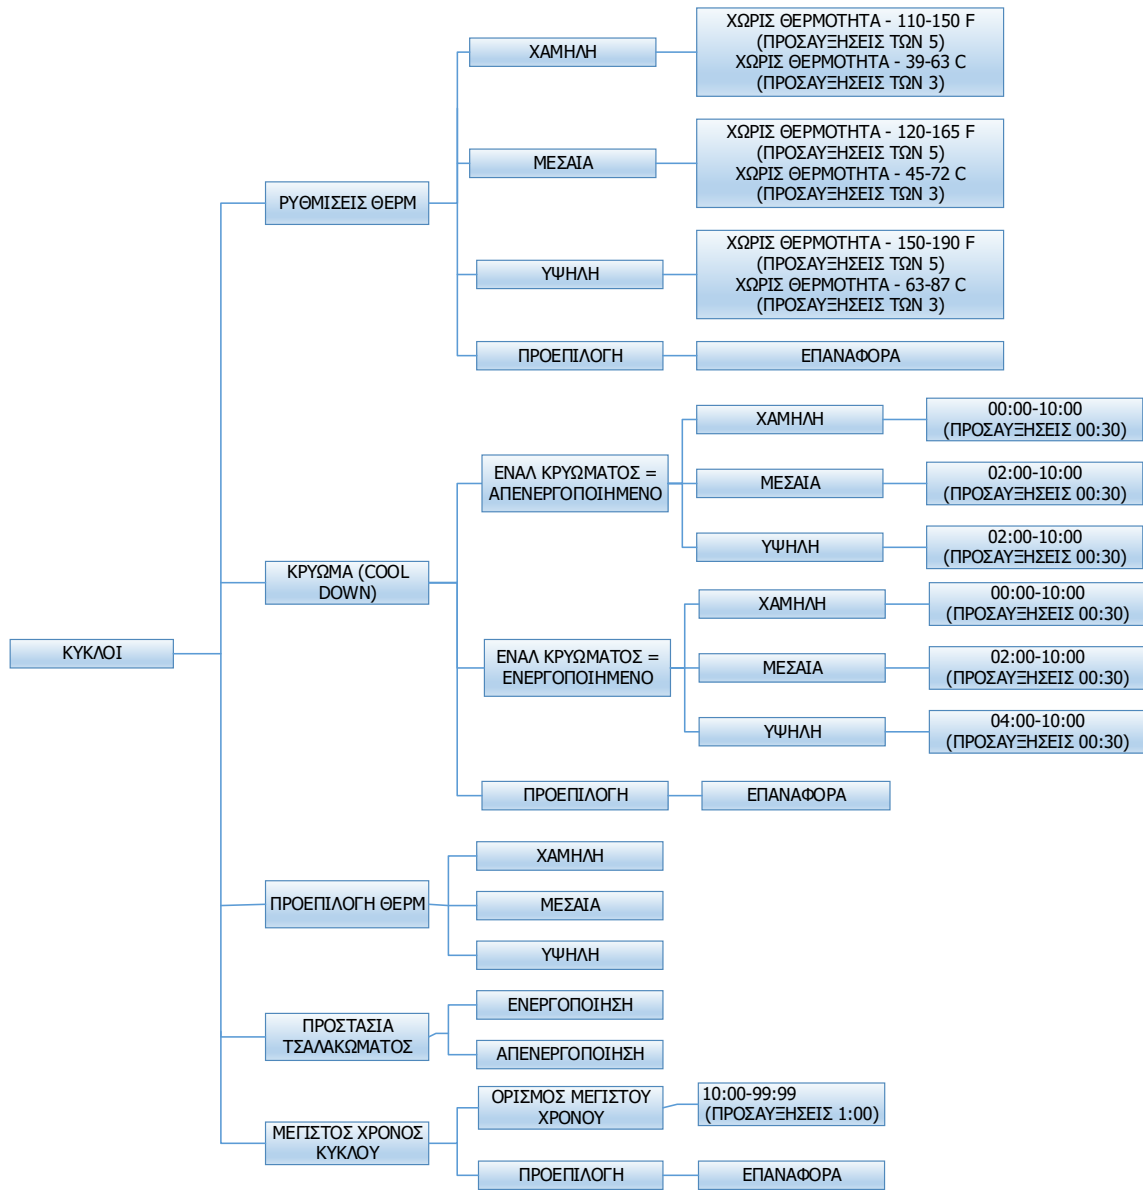 ΚΥΚΛΟΙ
ΡΥΘΜΙΣΕΙΣ ΘΕΡΜ
ΧΑΜΗΛΗ
ΧΩΡΙΣ ΘΕΡΜΟΤΗΤΑ - 110-150 F
(ΠΡΟΣΑΥΞΗΣΕΙΣ ΤΩΝ 5)
ΧΩΡΙΣ ΘΕΡΜΟΤΗΤΑ - 39-63 C
(ΠΡΟΣΑΥΞΗΣΕΙΣ ΤΩΝ 3)
ΜΕΣΑΙΑ
ΧΩΡΙΣ ΘΕΡΜΟΤΗΤΑ - 120-165 F
(ΠΡΟΣΑΥΞΗΣΕΙΣ ΤΩΝ 5)
ΧΩΡΙΣ ΘΕΡΜΟΤΗΤΑ - 45-72 C
(ΠΡΟΣΑΥΞΗΣΕΙΣ ΤΩΝ 3)
ΥΨΗΛΗ
ΧΩΡΙΣ ΘΕΡΜΟΤΗΤΑ - 150-190 F
(ΠΡΟΣΑΥΞΗΣΕΙΣ ΤΩΝ 5)
ΧΩΡΙΣ ΘΕΡΜΟΤΗΤΑ - 63-87 C
(ΠΡΟΣΑΥΞΗΣΕΙΣ ΤΩΝ 3)
ΠΡΟΕΠΙΛΟΓΗ
ΕΠΑΝΑΦΟΡΑ
ΚΡΥΩΜΑ (COOL
DOWN)
ΕΝΑΛ ΚΡΥΩΜΑΤΟΣ =
ΑΠΕΝΕΡΓΟΠΟΙΗΜΕΝΟ
ΧΑΜΗΛΗ
00:00-10:00
(ΠΡΟΣΑΥΞΗΣΕΙΣ 00:30)
ΜΕΣΑΙΑ
02:00-10:00
(ΠΡΟΣΑΥΞΗΣΕΙΣ 00:30)
ΥΨΗΛΗ
02:00-10:00
(ΠΡΟΣΑΥΞΗΣΕΙΣ 00:30)
ΕΝΑΛ ΚΡΥΩΜΑΤΟΣ =
ΕΝΕΡΓΟΠΟΙΗΜΕΝΟ
ΧΑΜΗΛΗ
00:00-10:00
(ΠΡΟΣΑΥΞΗΣΕΙΣ 00:30)
ΜΕΣΑΙΑ
02:00-10:00
(ΠΡΟΣΑΥΞΗΣΕΙΣ 00:30)
ΥΨΗΛΗ
04:00-10:00
(ΠΡΟΣΑΥΞΗΣΕΙΣ 00:30)
ΠΡΟΕΠΙΛΟΓΗ
ΕΠΑΝΑΦΟΡΑ
ΠΡΟΕΠΙΛΟΓΗ ΘΕΡΜ
ΧΑΜΗΛΗ
ΜΕΣΑΙΑ
ΥΨΗΛΗ
ΠΡΟΣΤΑΣΙΑ
ΤΣΑΛΑΚΩΜΑΤΟΣ
ΕΝΕΡΓΟΠΟΙΗΣΗ
ΑΠΕΝΕΡΓΟΠΟΙΗΣΗ
ΜΕΓΙΣΤΟΣ ΧΡΟΝΟΣ
ΚΥΚΛΟΥ
ΟΡΙΣΜΟΣ ΜΕΓΙΣΤΟΥ
ΧΡΟΝΟΥ
10:00-99:99
(ΠΡΟΣΑΥΞΗΣΕΙΣ 1:00)
ΠΡΟΕΠΙΛΟΓΗ
ΕΠΑΝΑΦΟΡΑ